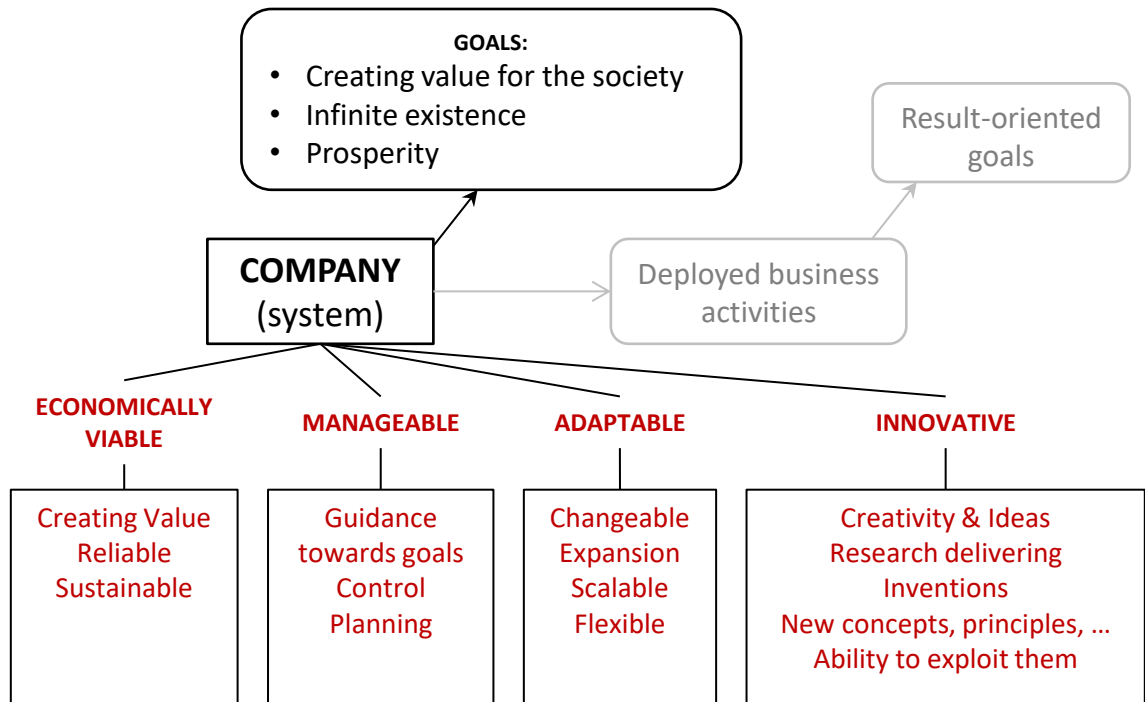 GOALS:
• Creating value for the society
• Infinite existence
• Prosperity
Result-oriented
goals
COMPANY
(system)
Deployed business
activities
ECONOMICALLY
VIABLE
MANAGEABLE
ADAPTABLE
INNOVATIVE
Creating Value
Reliable
Sustainable
Guidance
towards goals
Control
Planning
Changeable
Expansion
Scalable
Flexible
Creativity & Ideas
Research delivering
Inventions
New concepts, principles, ...
Ability to exploit them